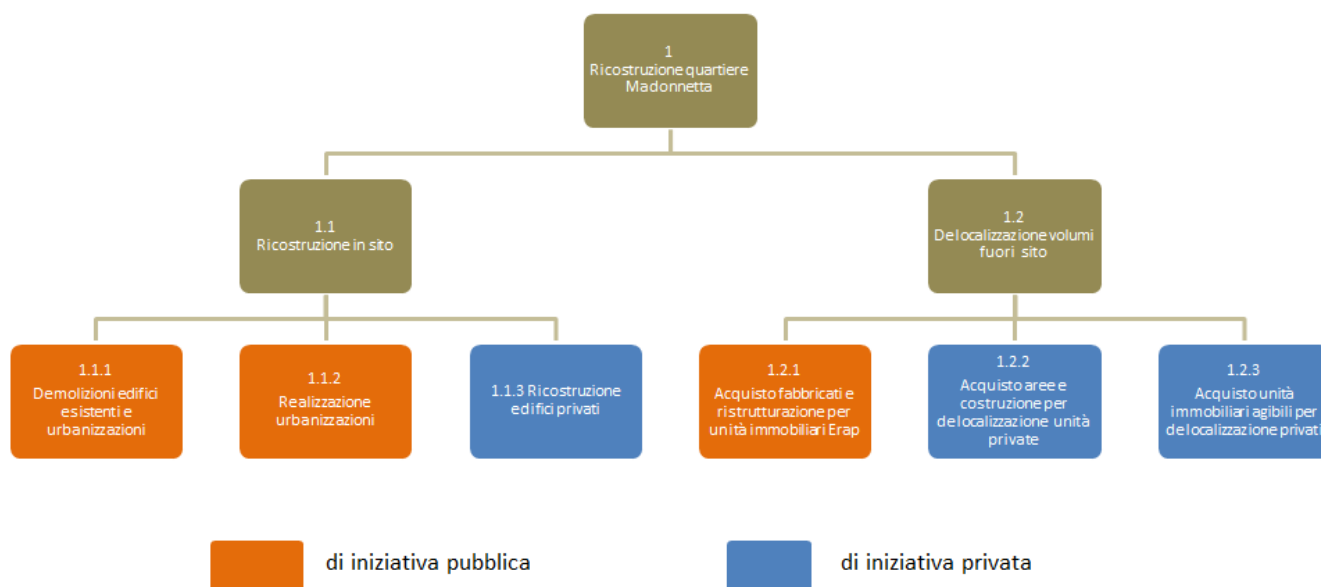 1
Ricostruzione quartiere
Madonnetta
1.1
Ricostruzione in sito
1.2
Delocalizzazione volumi
fuori sito
1.1.1
Demolizioni edifici
esistenti e
urbanizzazioni
1.1.2
Realizzazione
urbanizzazioni
1.1.3 Ricostruzione
edifici privati
1.2.1
Acquisto fabbricati e
ristrutturazione per
unità immobiliari Erap
1.2.2
Acquisto aree e
costruzione per
delocalizzazione unità
private
1.2.3
Acquisto unità
immobiliari agibili per
delocalizzazione privati
di iniziativa pubblica
di iniziativa privata